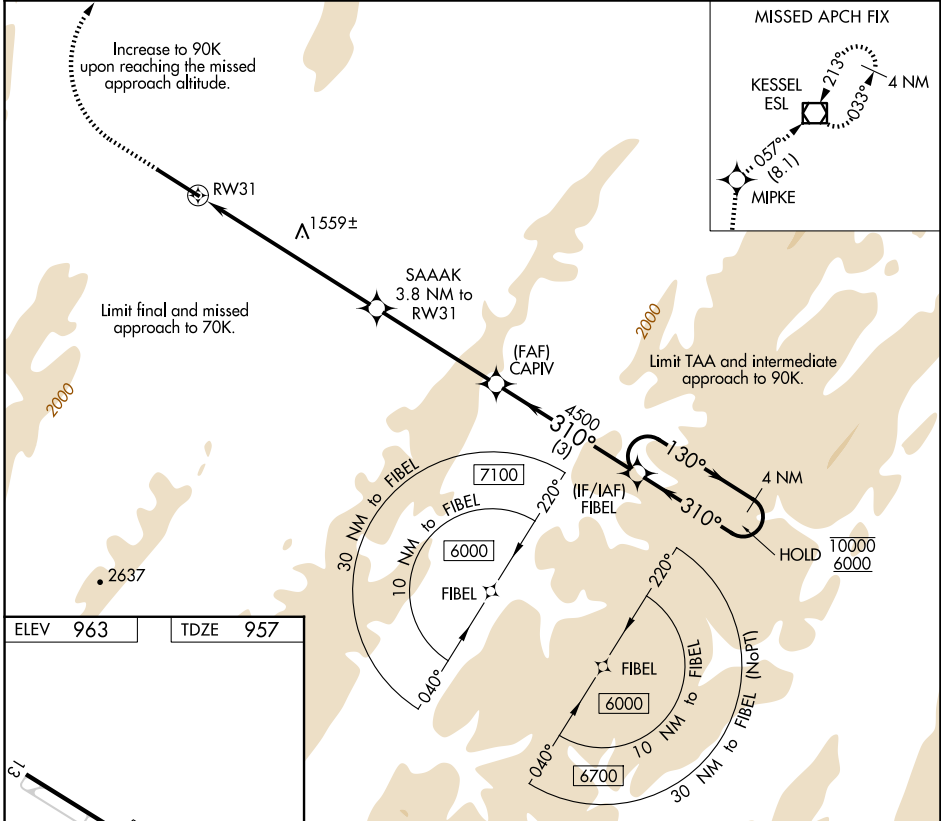 Increase to 90K
upon reaching the missed
approach altitude.
MISSED APCH FIX
KESSEL
ESL
213°
033°
4 NM
057°
(8.1)
MIPKE
RW31
1559±
SAAAK
3.8 NM to
RW31
Limit final and missed
approach to 70K.
2000
2000
(FAF)
CAPIV
Limit TAA and intermediate
approach to 90K.
4500
310°
(3)
130°
4 NM
(IF/IAF)
FIBEL
310°
HOLD
10000
6000
30 NM to FIBEL
7100
220°
10 NM to FIBEL
6000
FIBEL
040°
2637
220°
FIBEL
6000
10 NM to FIBEL
040°
6700
30 NM to FIBEL (NoPT)
ELEV 963
TDZE 957
13